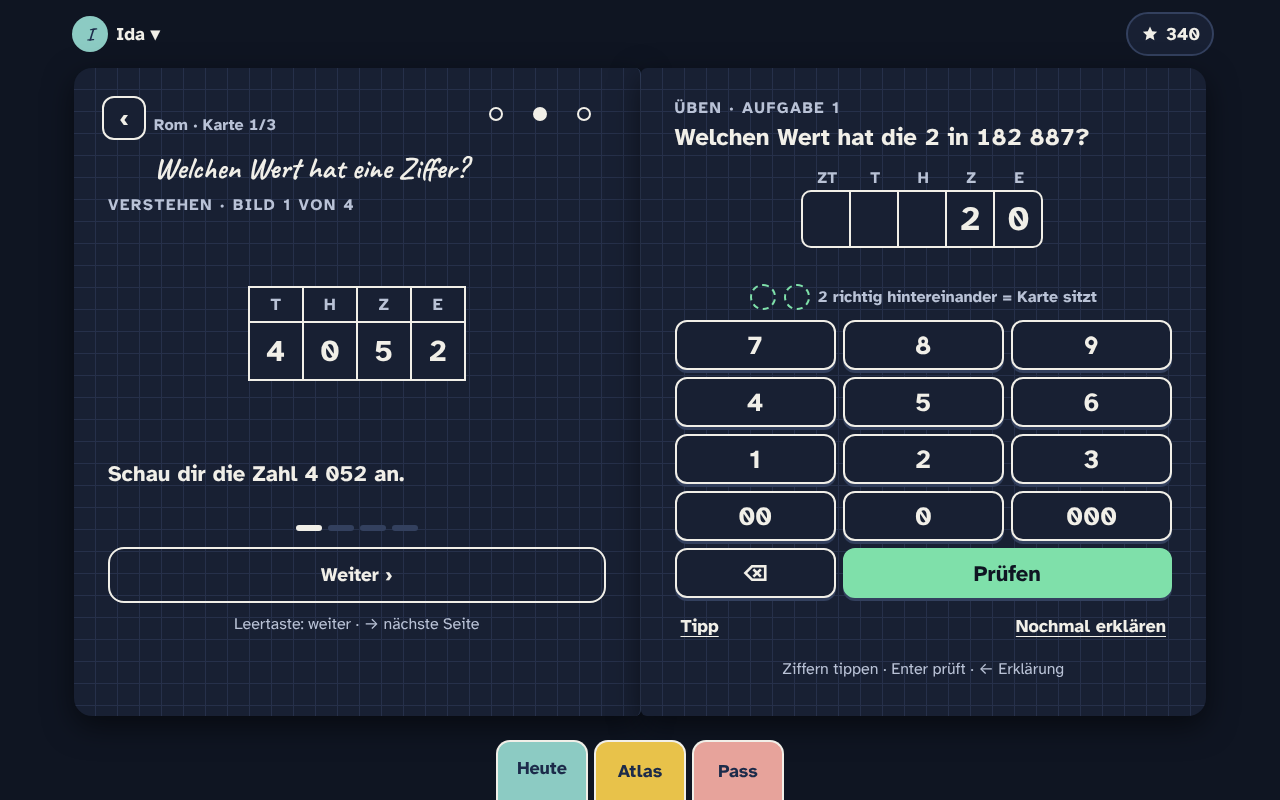 I Ida ▾
★ 340
‹ Rom · Karte 1/3
Welchen Wert hat eine Ziffer?
VERSTEHEN · BILD 1 VON 4
T H Z E
4 0 5 2
Schau dir die Zahl 4 052 an.
Weiter ›
Leertaste: weiter · → nächste Seite
ÜBEN · AUFGABE 1
Welchen Wert hat die 2 in 182 887?
ZT T H Z E
2 0
2 richtig hintereinander = Karte sitzt
7 8 9
4 5 6
1 2 3
00 0 000
⌫ Prüfen
Tipp Nochmal erklären
Ziffern tippen · Enter prüft · ← Erklärung
Heute Atlas Pass